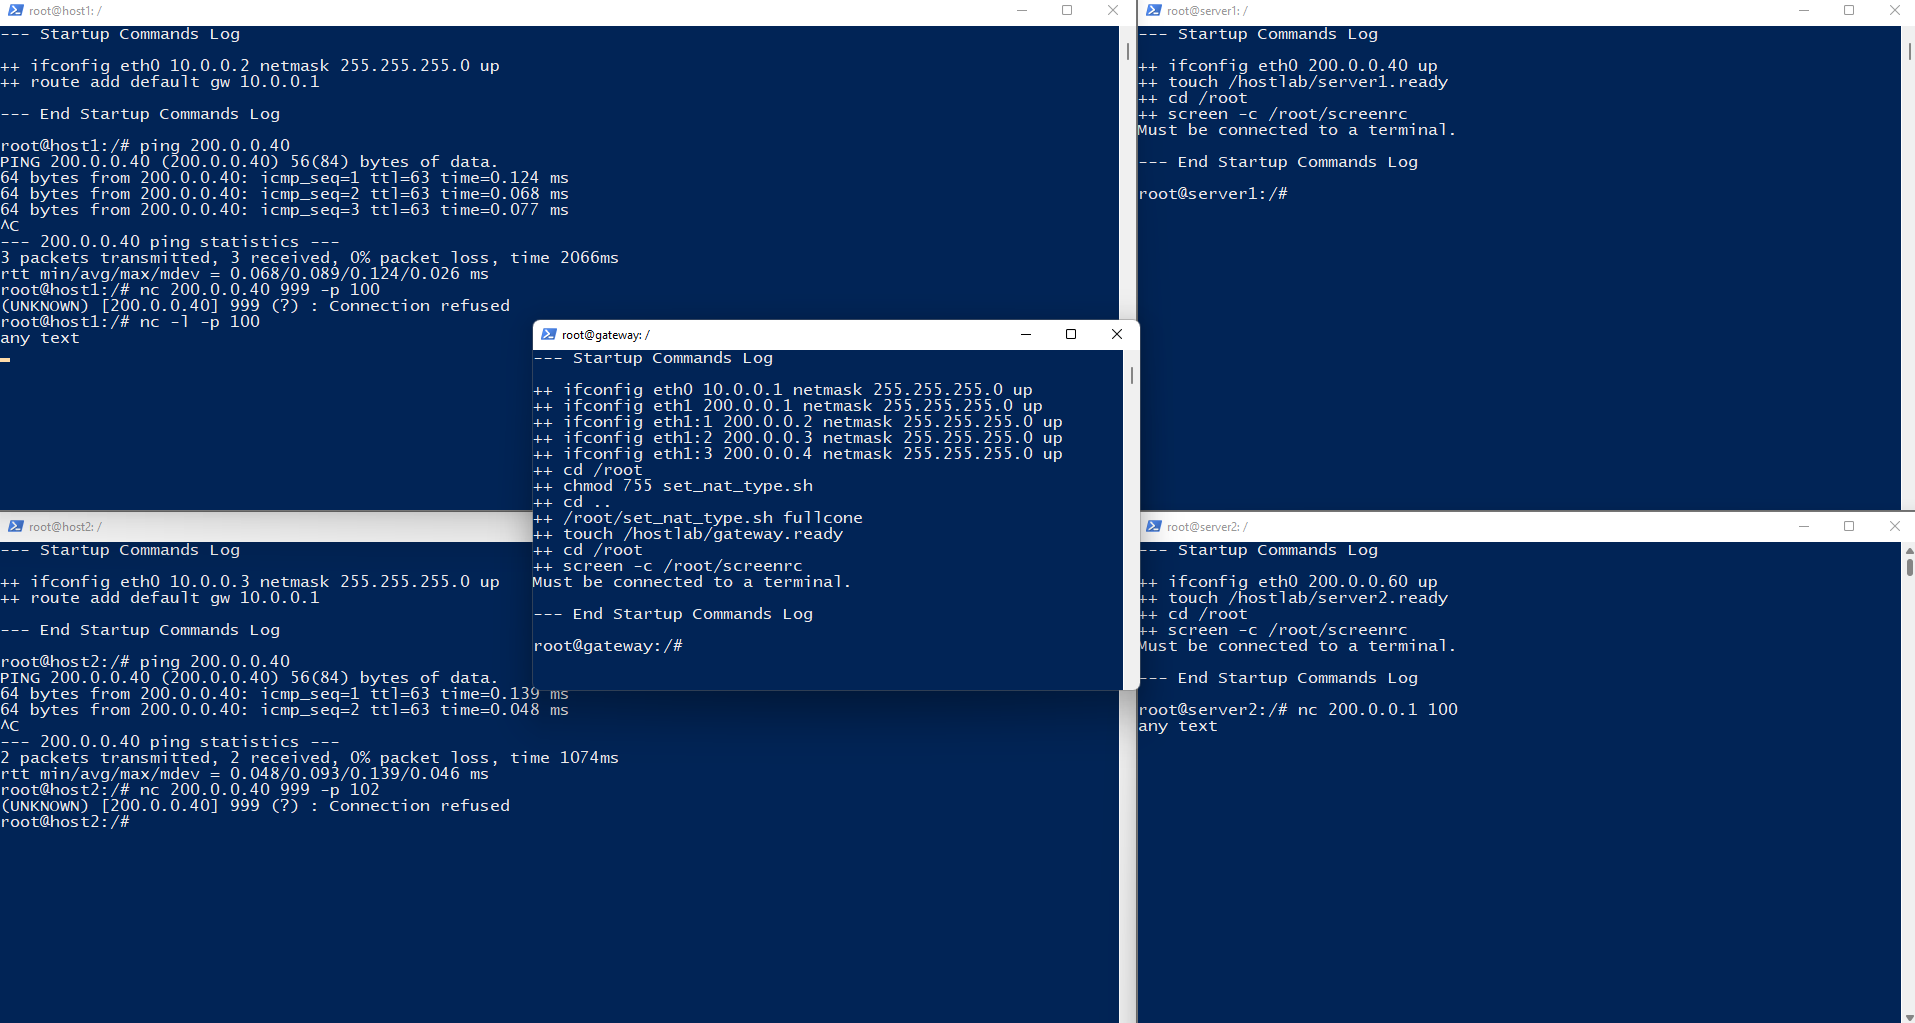 root@host1: /
--- Startup Commands Log
++ ifconfig eth0 10.0.0.2 netmask 255.255.255.0 up
++ route add default gw 10.0.0.1
--- End Startup Commands Log
root@host1:/# ping 200.0.0.40
PING 200.0.0.40 (200.0.0.40) 56(84) bytes of data.
64 bytes from 200.0.0.40: icmp_seq=1 ttl=63 time=0.124 ms
64 bytes from 200.0.0.40: icmp_seq=2 ttl=63 time=0.068 ms
64 bytes from 200.0.0.40: icmp_seq=3 ttl=63 time=0.077 ms
^C
--- 200.0.0.40 ping statistics ---
3 packets transmitted, 3 received, 0% packet loss, time 2066ms
rtt min/avg/max/mdev = 0.068/0.089/0.124/0.026 ms
root@host1:/# nc 200.0.0.40 999 -p 100
(UNKNOWN) [200.0.0.40] 999 (?) : Connection refused
root@host1:/# nc -l -p 100
any text
root@server1: /
--- Startup Commands Log
++ ifconfig eth0 200.0.0.40 up
++ touch /hostlab/server1.ready
++ cd /root
++ screen -c /root/screenrc
Must be connected to a terminal.
--- End Startup Commands Log
root@server1:/#
root@gateway: /
--- Startup Commands Log
++ ifconfig eth0 10.0.0.1 netmask 255.255.255.0 up
++ ifconfig eth1 200.0.0.1 netmask 255.255.255.0 up
++ ifconfig eth1:1 200.0.0.2 netmask 255.255.255.0 up
++ ifconfig eth1:2 200.0.0.3 netmask 255.255.255.0 up
++ ifconfig eth1:3 200.0.0.4 netmask 255.255.255.0 up
++ cd /root
++ chmod 755 set_nat_type.sh
++ cd ..
++ /root/set_nat_type.sh fullcone
++ touch /hostlab/gateway.ready
++ cd /root
++ screen -c /root/screenrc
Must be connected to a terminal.
--- End Startup Commands Log
root@gateway:/#
root@host2: /
--- Startup Commands Log
++ ifconfig eth0 10.0.0.3 netmask 255.255.255.0 up
++ route add default gw 10.0.0.1
--- End Startup Commands Log
root@host2:/# ping 200.0.0.40
PING 200.0.0.40 (200.0.0.40) 56(84) bytes of data.
64 bytes from 200.0.0.40: icmp_seq=1 ttl=63 time=0.139 ms
64 bytes from 200.0.0.40: icmp_seq=2 ttl=63 time=0.048 ms
^C
--- 200.0.0.40 ping statistics ---
2 packets transmitted, 2 received, 0% packet loss, time 1074ms
rtt min/avg/max/mdev = 0.048/0.093/0.139/0.046 ms
root@host2:/# nc 200.0.0.40 999 -p 102
(UNKNOWN) [200.0.0.40] 999 (?) : Connection refused
root@host2:/#
root@server2: /
--- Startup Commands Log
++ ifconfig eth0 200.0.0.60 up
++ touch /hostlab/server2.ready
++ cd /root
++ screen -c /root/screenrc
Must be connected to a terminal.
--- End Startup Commands Log
root@server2:/# nc 200.0.0.1 100
any text